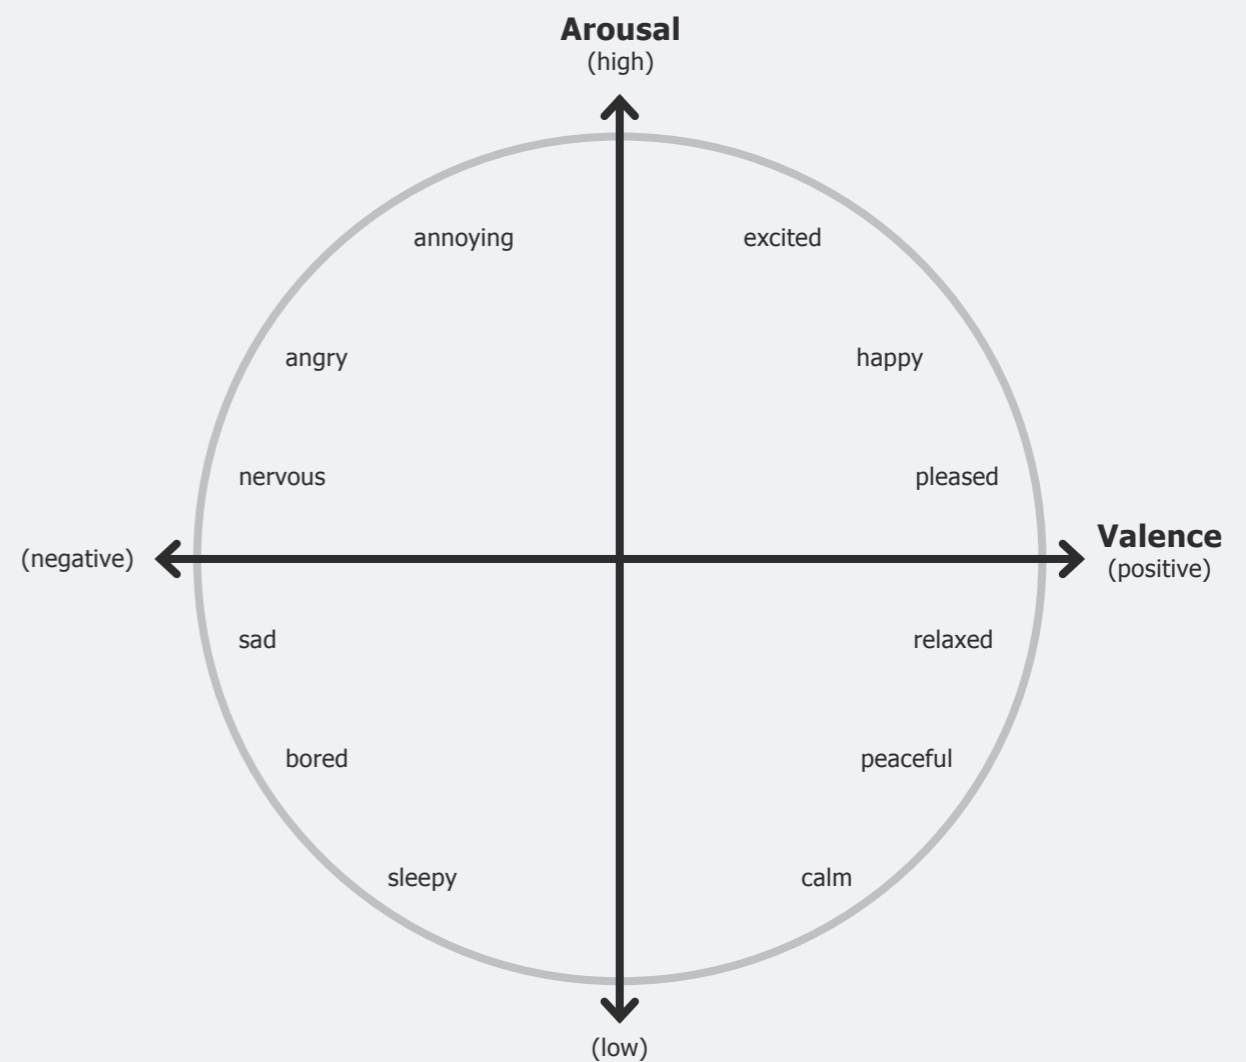 Arousal
(high)
annoying
excited
angry
happy
nervous
pleased
(negative)
Valence
(positive)
sad
relaxed
bored
peaceful
sleepy
calm
(low)